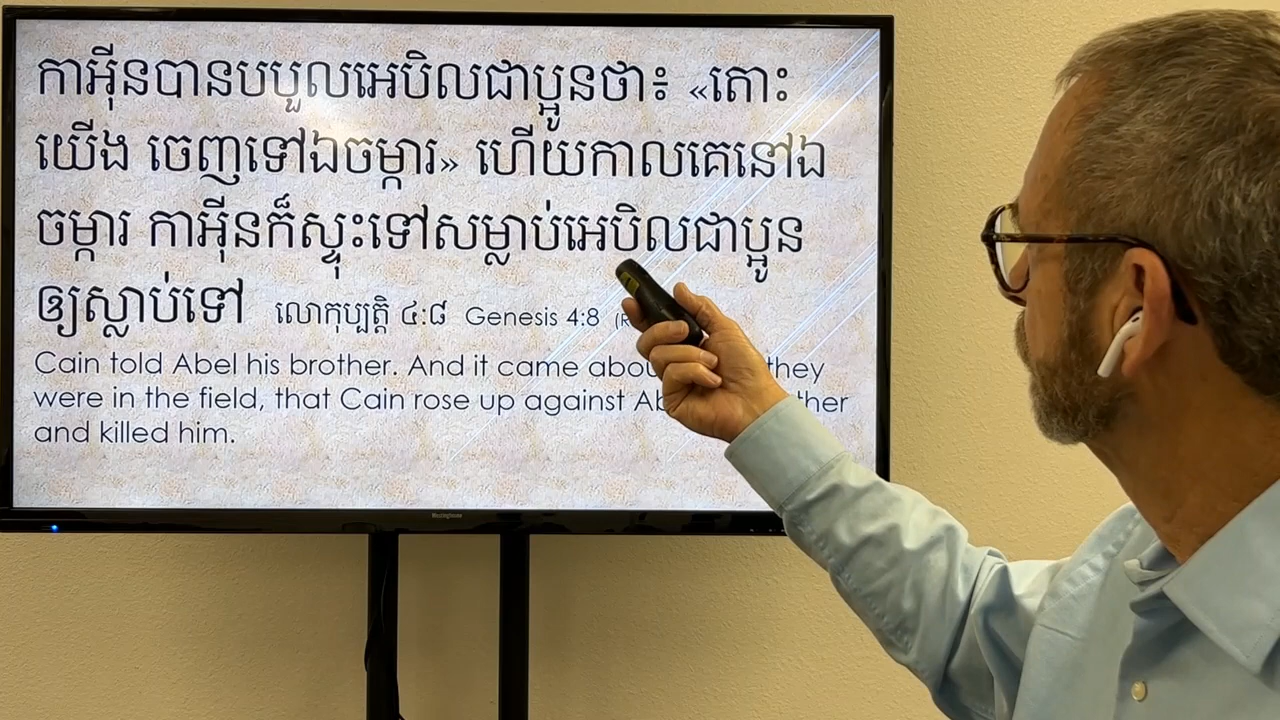 កាអ៊ីនបានបបួលអេបិលជាប្អូនថា៖ «តោះ
យើង ចេញទៅឯចម្ការ» ហើយកាលគេនៅឯ
ចម្ការ កាអ៊ីនក៏ស្ទុះទៅសម្លាប់អេបិលជាប្អូន
ឲ្យស្លាប់ទៅ លោកុប្បត្តិ ៤:៨ Genesis 4:8
Cain told Abel his brother. And it came they
were in the field, that Cain rose up against
and killed him.
Westinghouse